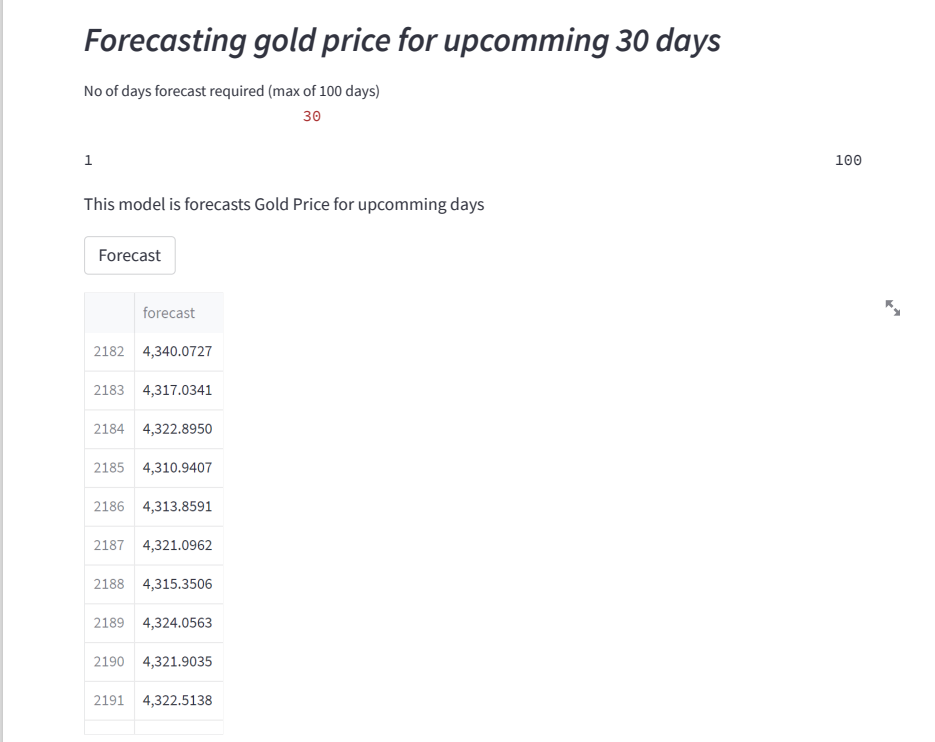 Forecasting gold price for upcomming 30 days
No of days forecast required (max of 100 days)
30
1 100
This model is forecasts Gold Price for upcomming days
Forecast
forecast
2182 4,340.0727
2183 4,317.0341
2184 4,322.8950
2185 4,310.9407
2186 4,313.8591
2187 4,321.0962
2188 4,315.3506
2189 4,324.0563
2190 4,321.9035
2191 4,322.5138